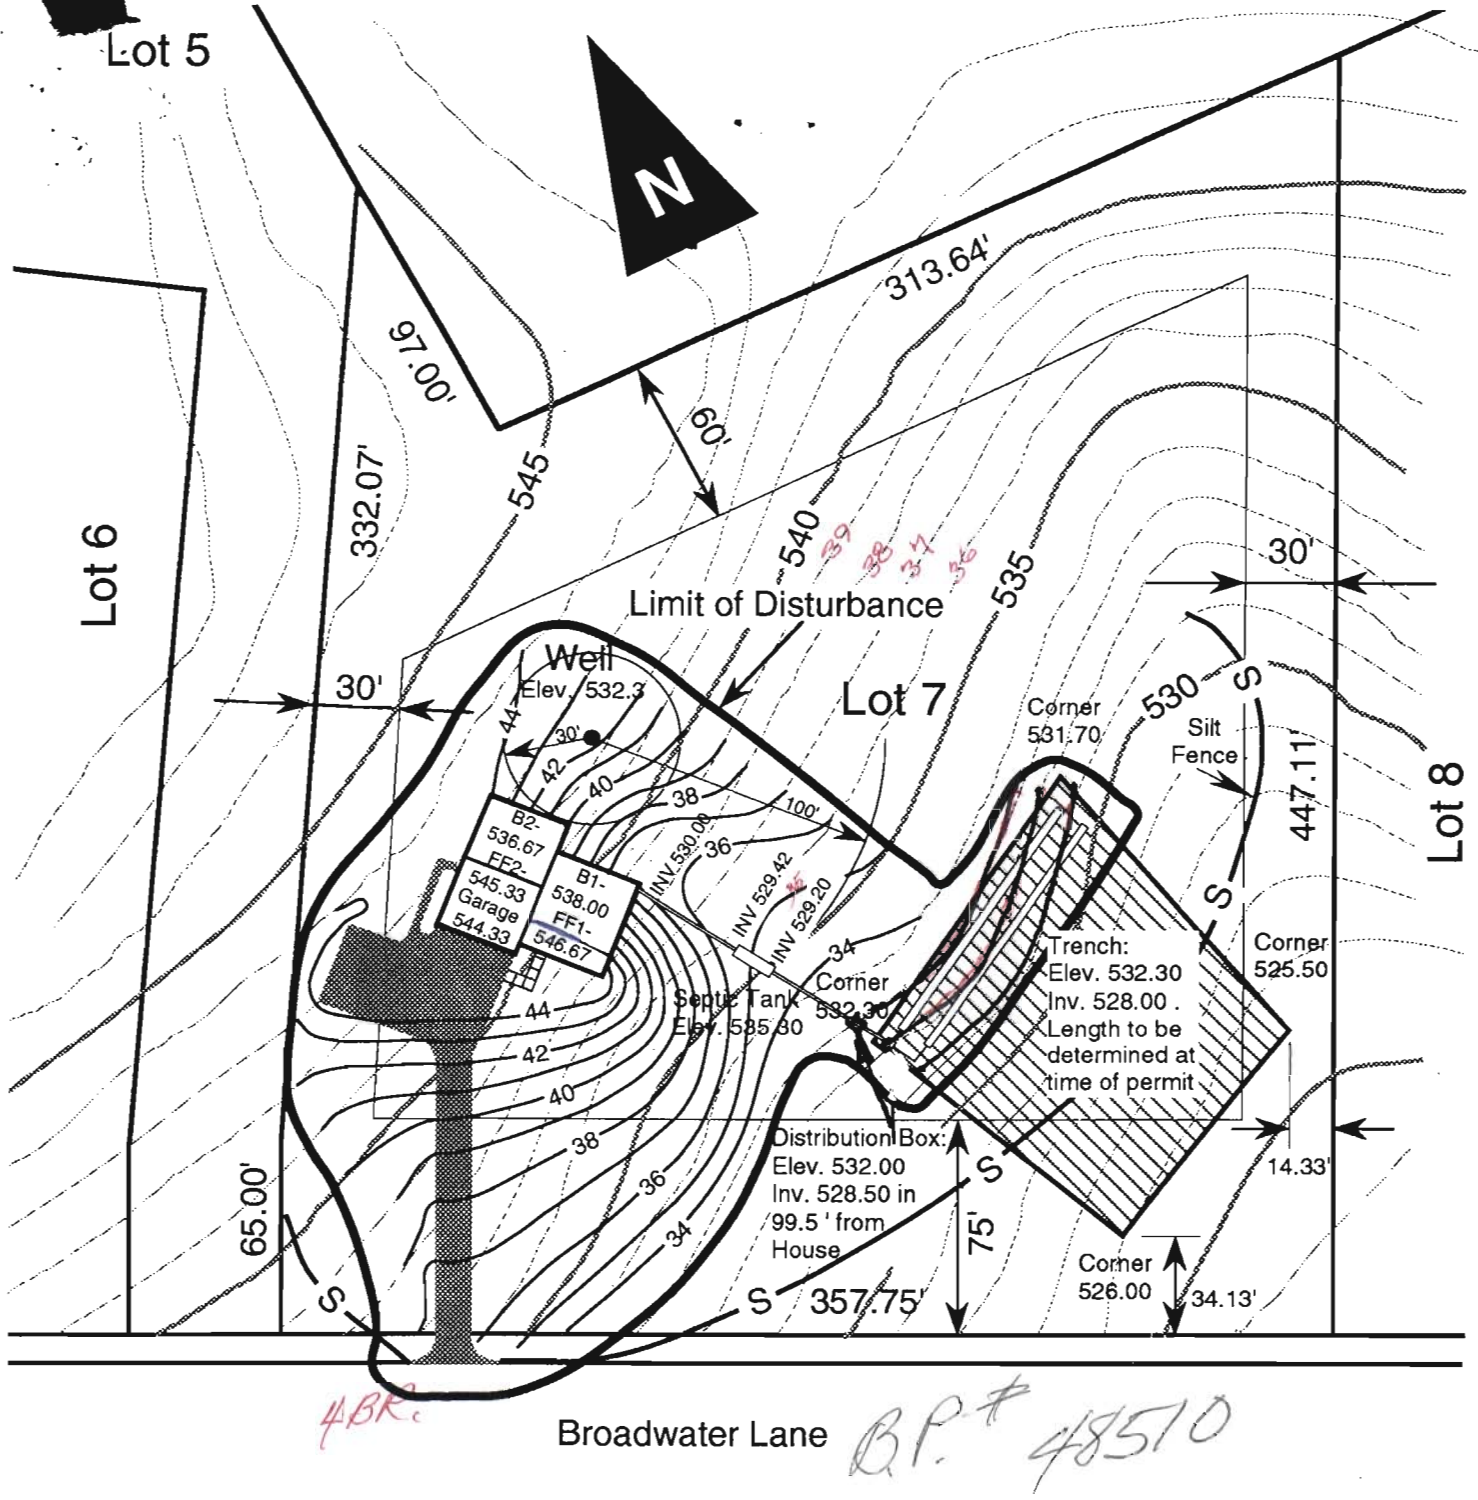 Lot 5
N
313.64'
97.00'
60'
332.07'
545
Lot 6
540
39
38
37
36
535
30'
Limit of Disturbance
Well
Elev. 532.3
30'
Lot 7
Corner
531.70
530
S
Silt
Fence
447.11'
Lot 8
44
30'
42
40
38
100'
36
B2-
536.67
FF2-
545.33
Garage
544.33
B1-
538.00
FF1-
546.67
INV 530.00
INV 529.42
INV 529.20
34
S
Corner
532.30
Septic Tank
Elev. 535.30
Trench:
Elev. 532.30
Inv. 528.00 .
Length to be
determined at
time of permit
Corner
525.50
44
42
40
38
36
34
Distribution Box:
Elev. 532.00
Inv. 528.50 in
99.5 ' from
House
S
75'
14.33'
65.00'
S
S
357.75'
Corner
526.00
34.13'
4BR.
Broadwater Lane
B.P. # 48510